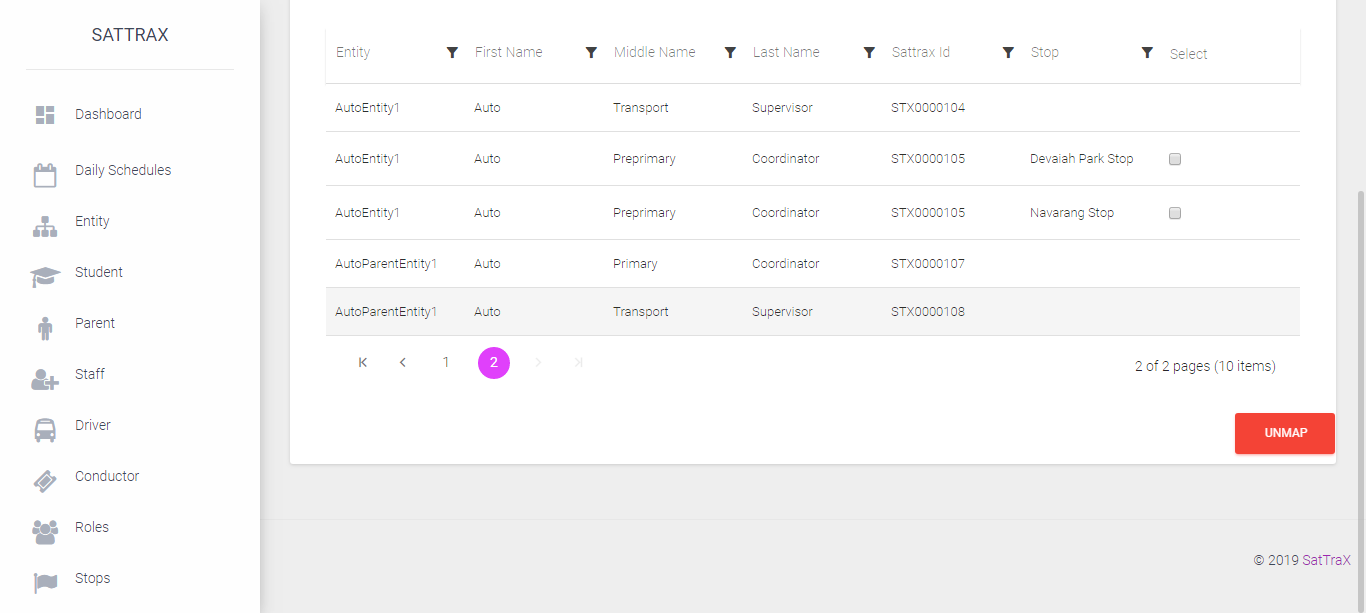 SATTRAX
Dashboard
Daily Schedules
Entity
Student
Parent
Staff
Driver
Conductor
Roles
Stops
Entity First Name Middle Name Last Name Sattrax Id Stop Select
AutoEntity1 Auto Transport Supervisor STX0000104
AutoEntity1 Auto Preprimary Coordinator STX0000105 Devaiah Park Stop
AutoEntity1 Auto Preprimary Coordinator STX0000105 Navarang Stop
AutoParentEntity1 Auto Primary Coordinator STX0000107
AutoParentEntity1 Auto Transport Supervisor STX0000108
1 2
2 of 2 pages (10 items)
UNMAP
© 2019 SatTraX